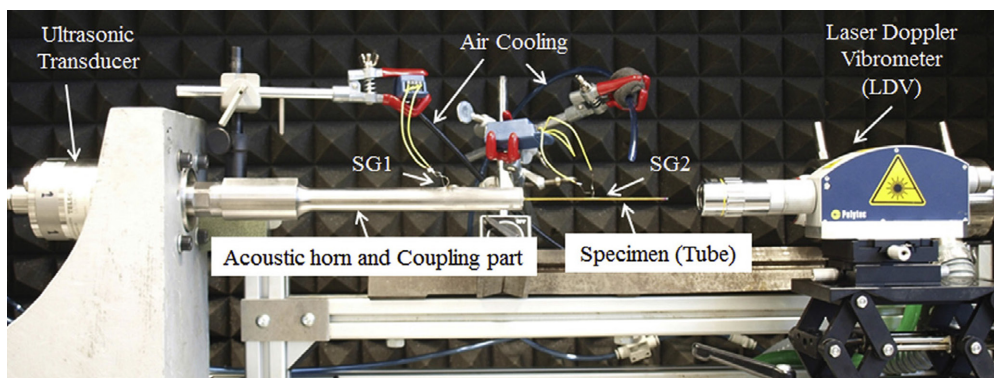 Ultrasonic
Transducer
Air Cooling
Laser Doppler
Vibrometer
(LDV)
SG1
SG2
Acoustic horn and Coupling part
Specimen (Tube)
Polytec